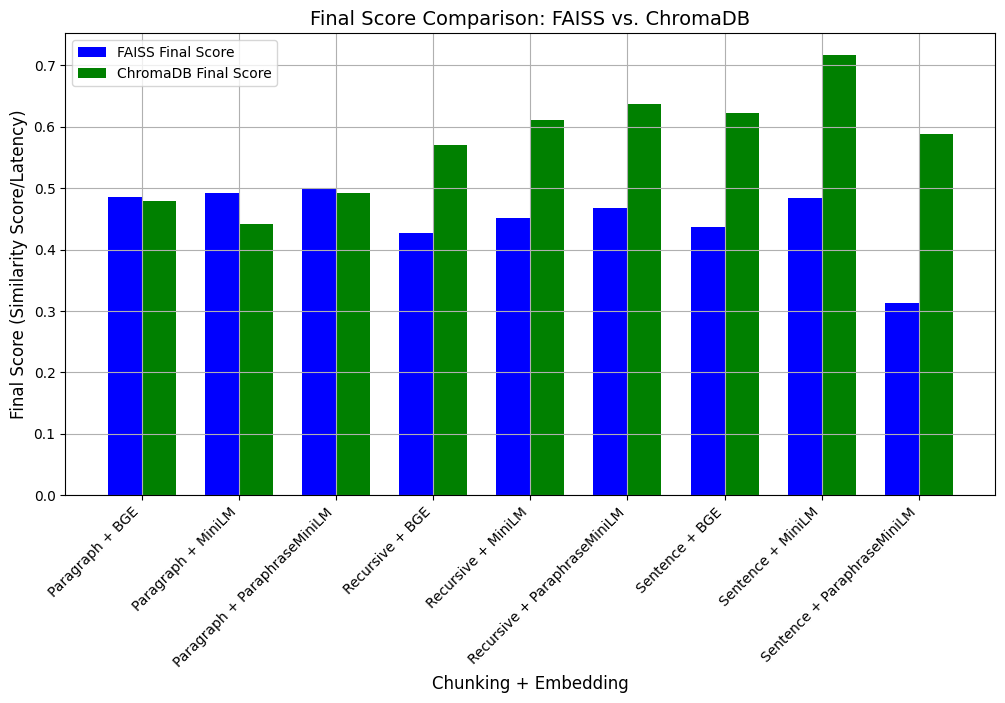 Final Score Comparison: FAISS vs. ChromaDB
FAISS Final Score
ChromaDB Final Score
Final Score (Similarity Score/Latency)
0.7
0.6
0.5
0.4
0.3
0.2
0.1
0.0
Paragraph + BGE
Paragraph + MiniLM
Paragraph + ParaphraseMiniLM
Recursive + BGE
Recursive + MiniLM
Recursive + ParaphraseMiniLM
Sentence + BGE
Sentence + MiniLM
Sentence + ParaphraseMiniLM
Chunking + Embedding